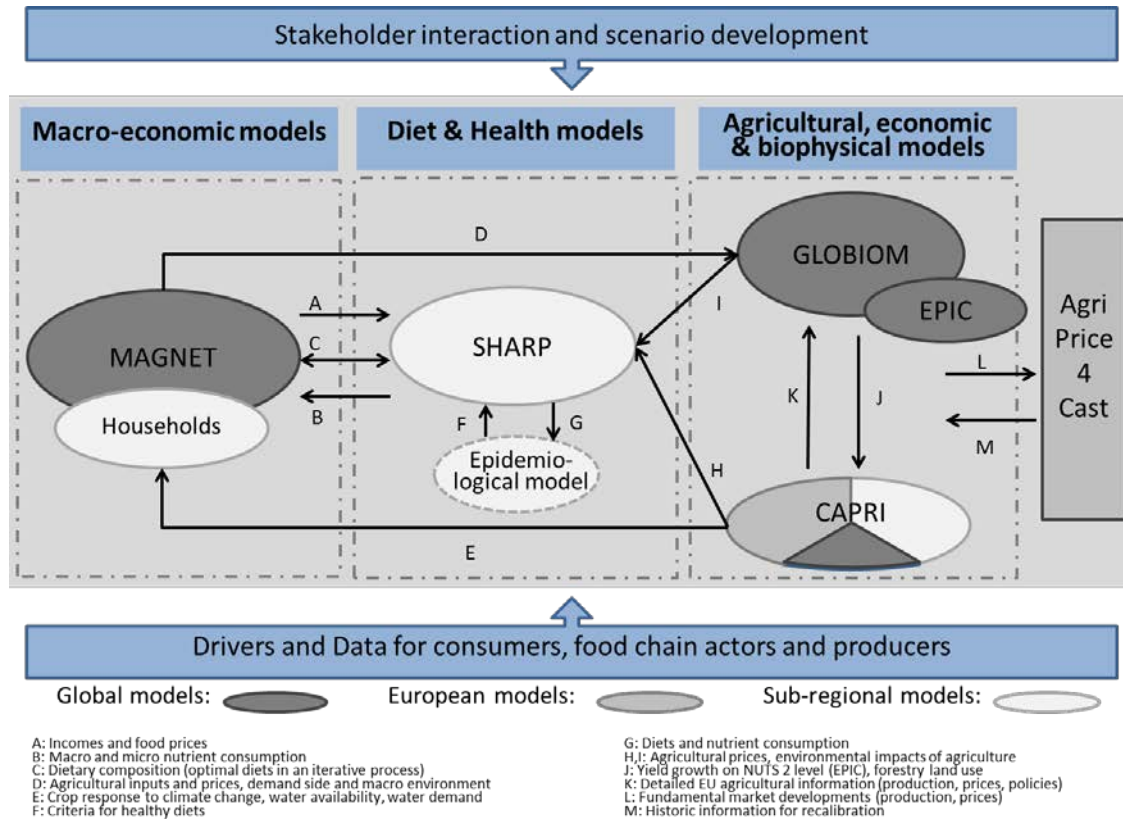 Stakeholder interaction and scenario development
Macro-economic models
Diet & Health models
Agricultural, economic
& biophysical models
D
GLOBIOM
I
EPIC
A
MAGNET
C
SHARP
Agri
Price
4
Cast
L
K
J
B
Households
F
G
M
Epidemio-
logical model
H
CAPRI
E
Drivers and Data for consumers, food chain actors and producers
Global models:
European models:
Sub-regional models:
A: Incomes and food prices
B: Macro and micro nutrient consumption
C: Dietary composition (optimal diets in an iterative process)
D: Agricultural inputs and prices, demand side and macro environment
E: Crop response to climate change, water availability, water demand
F: Criteria for healthy diets
G: Diets and nutrient consumption
H,I: Agricultural prices, environmental impacts of agriculture
J: Yield growth on NUTS 2 level (EPIC), forestry land use
K: Detailed EU agricultural information (production, prices, policies)
L: Fundamental market developments (production, prices)
M: Historic information for recalibration